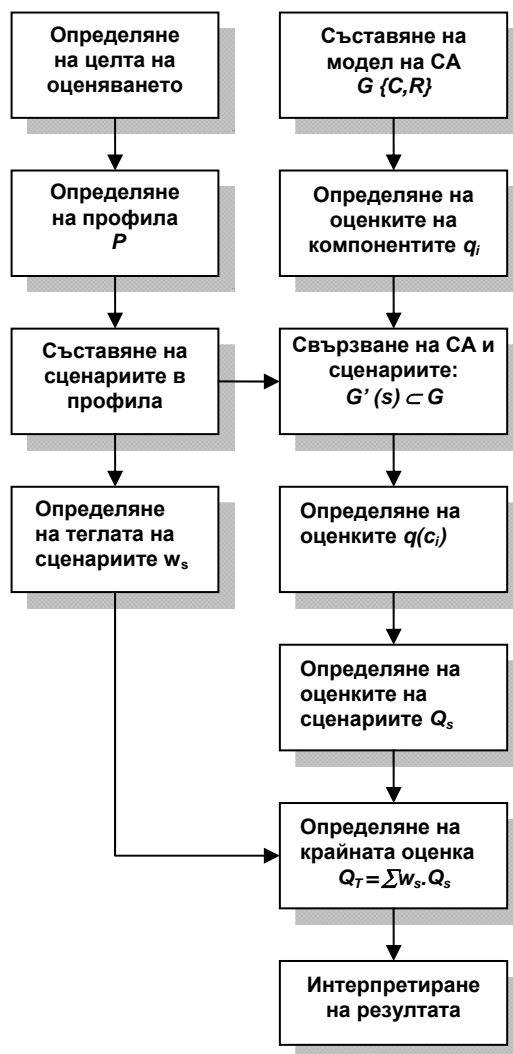 Определяне
на целта на
оценяването
Определяне
на профила
P
Съставяне на
сценариите в
профила
Определяне
на теглата на
сценариите wₛ
Съставяне на
модел на СА
G {C,R}
Определяне на
оценките на
компонентите qᵢ
Свързване на СА и
сценариите:
G’ (s) ⊂ G
Определяне на
оценките q(cᵢ)
Определяне на
оценките на
сценариите Qₛ
Определяне на
крайната оценка
Q_T = ∑wₛ.Qₛ
Интерпретиране
на резултата